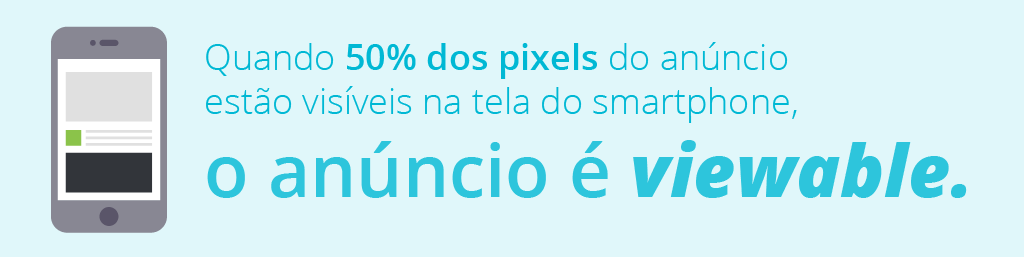 Quando 50% dos pixels do anúncio
estão visíveis na tela do smartphone,
o anúncio é viewable.